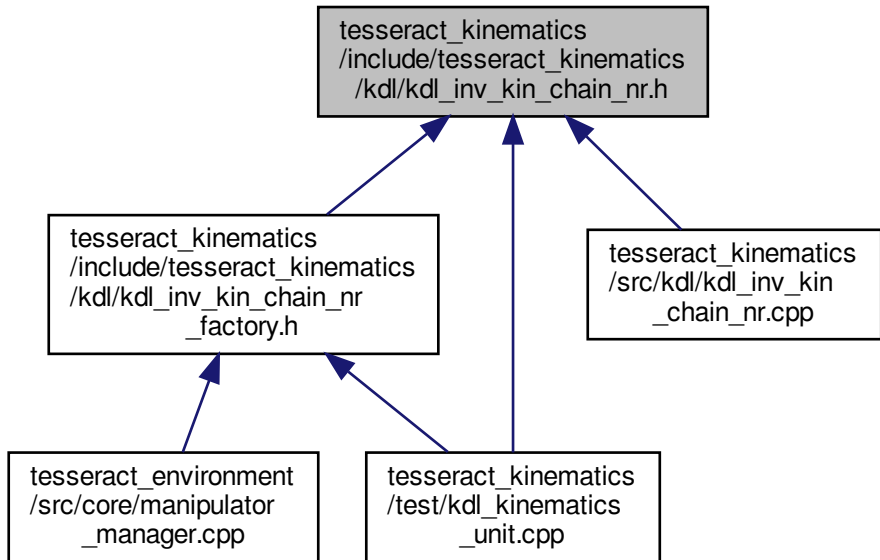 tesseract_kinematics
/include/tesseract_kinematics
/kdl/kdl_inv_kin_chain_nr.h
tesseract_kinematics
/include/tesseract_kinematics
/kdl/kdl_inv_kin_chain_nr
_factory.h
tesseract_kinematics
/src/kdl/kdl_inv_kin
_chain_nr.cpp
tesseract_environment
/src/core/manipulator
_manager.cpp
tesseract_kinematics
/test/kdl_kinematics
_unit.cpp